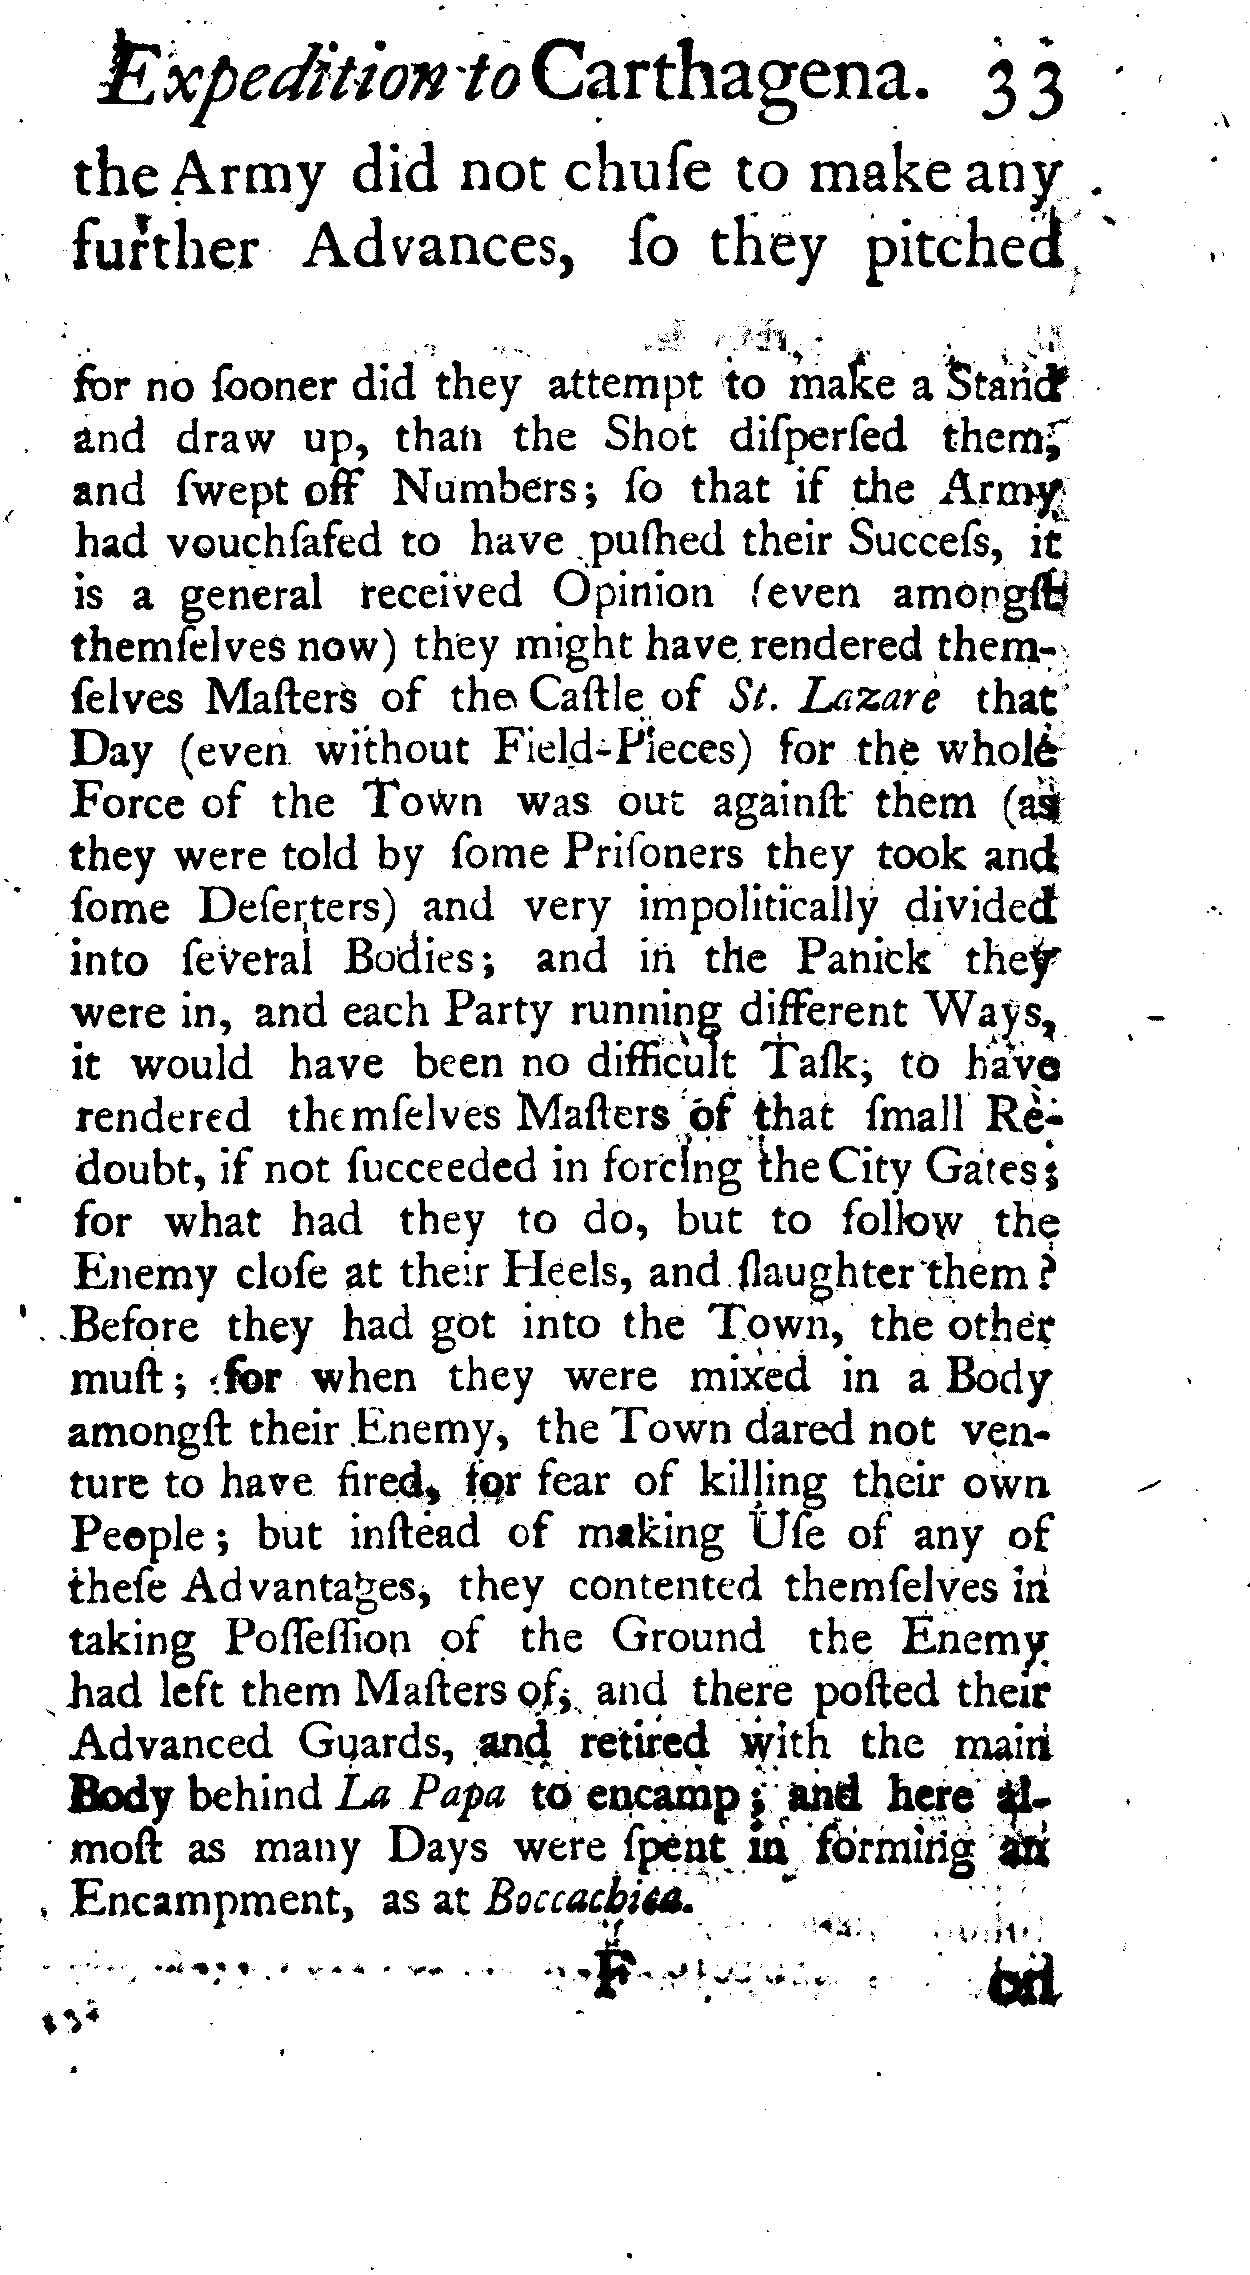 Expedition to Carthagena. 33
the Army did not chuſe to make any
further Advances, ſo they pitched
for no ſooner did they attempt to make a Stand
and draw up, than the Shot diſperſed them,
and ſwept off Numbers; ſo that if the Army
had vouchſafed to have puſhed their Succeſs, it
is a general received Opinion (even amongſt
themſelves now) they might have rendered them-
ſelves Maſters of the Caſtle of St. Lazare that
Day (even without Field-Pieces) for the whole
Force of the Town was out againſt them (as
they were told by ſome Priſoners they took and
ſome Deſerters) and very impolitically divided
into ſeveral Bodies; and in the Panick they
were in, and each Party running different Ways,
it would have been no difficult Taſk, to have
rendered themſelves Maſters of that ſmall Re-
doubt, if not ſucceeded in forcing the City Gates;
for what had they to do, but to follow the
Enemy cloſe at their Heels, and ſlaughter them?
Before they had got into the Town, the other
muſt; for when they were mixed in a Body
amongſt their Enemy, the Town dared not ven-
ture to have fired, for fear of killing their own
People; but inſtead of making Uſe of any of
theſe Advantages, they contented themſelves in
taking Poſſeſſion of the Ground the Enemy
had left them Maſters of, and there poſted their
Advanced Guards, and retired with the main
Body behind La Papa to encamp; and here al-
moſt as many Days were ſpent in forming an
Encampment, as at Boccachica.
F on